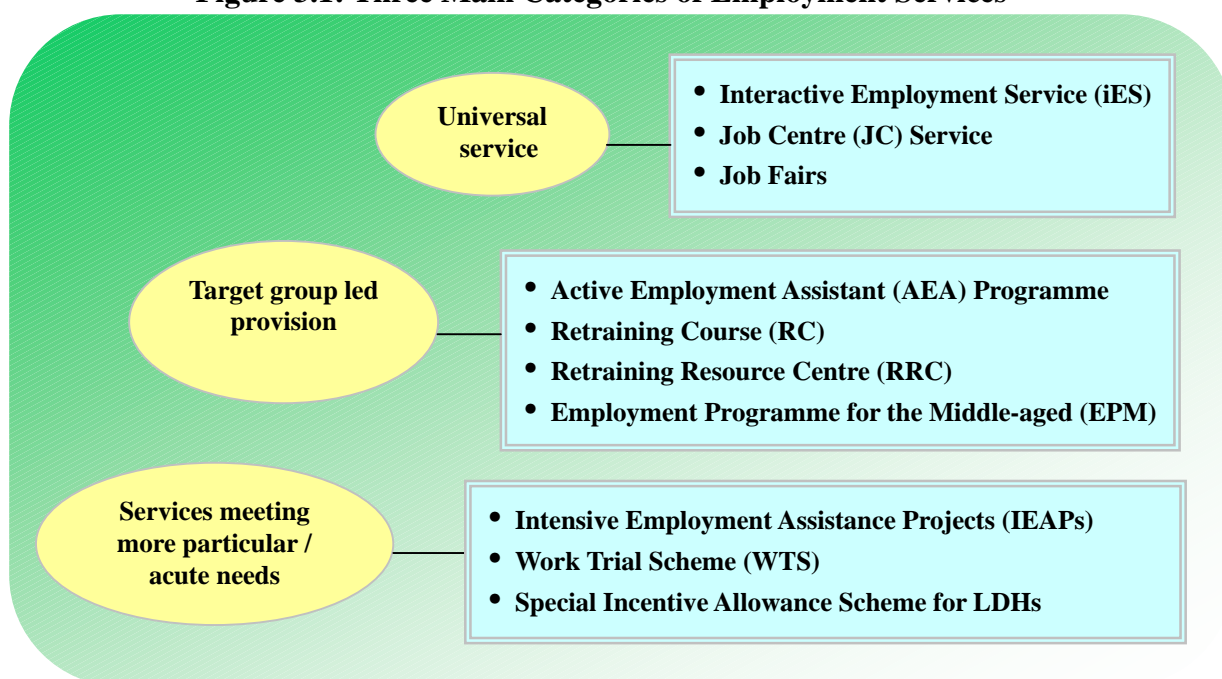 Figure 3.1: Three Main Categories of Employment Services
Universal
service
• Interactive Employment Service (iES)
• Job Centre (JC) Service
• Job Fairs
Target group led
provision
• Active Employment Assistant (AEA) Programme
• Retraining Course (RC)
• Retraining Resource Centre (RRC)
• Employment Programme for the Middle-aged (EPM)
Services meeting
more particular /
acute needs
• Intensive Employment Assistance Projects (IEAPs)
• Work Trial Scheme (WTS)
• Special Incentive Allowance Scheme for LDHs